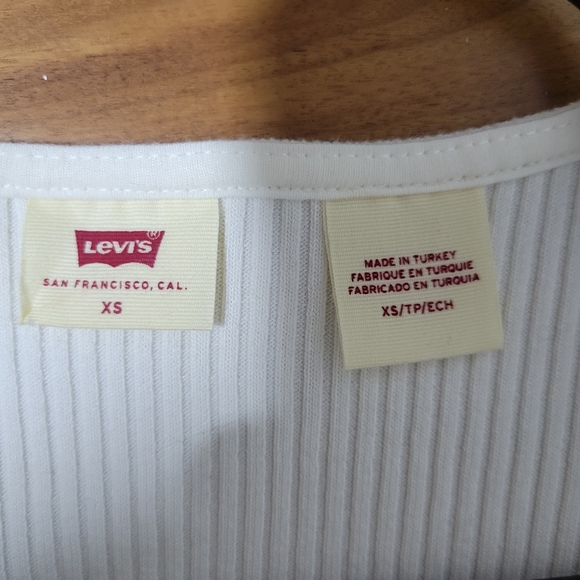 Levi's®
SAN FRANCISCO, CAL.
XS
MADE IN TURKEY
FABRIQUE EN TURQUIE
FABRICADO EN TURQUIA
XS/TP/ECH